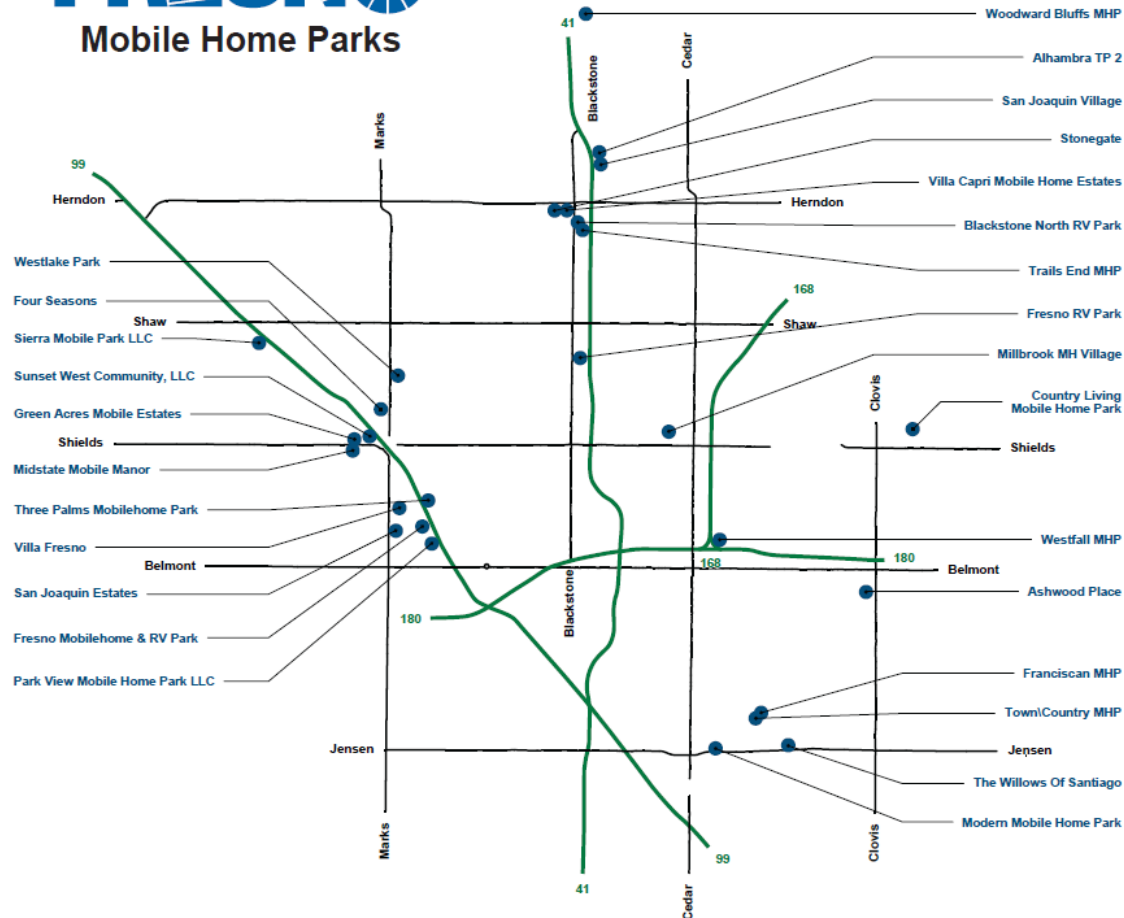 FRESNO
Mobile Home Parks
41
Woodward Bluffs MHP
Cedar
Alhambra TP 2
Blackstone
San Joaquin Village
Marks
Stonegate
99
Villa Capri Mobile Home Estates
Herndon
Herndon
Blackstone North RV Park
Westlake Park
Trails End MHP
Four Seasons
168
Shaw
Shaw
Fresno RV Park
Sierra Mobile Park LLC
Millbrook MH Village
Sunset West Community, LLC
Clovis
Country Living
Mobile Home Park
Green Acres Mobile Estates
Shields
Shields
Midstate Mobile Manor
Three Palms Mobilehome Park
Westfall MHP
Villa Fresno
168
180
Belmont
Belmont
San Joaquin Estates
Ashwood Place
Blackstone
180
Fresno Mobilehome & RV Park
Franciscan MHP
Park View Mobile Home Park LLC
Town\Country MHP
Jensen
Jensen
The Willows Of Santiago
Modern Mobile Home Park
Marks
Clovis
99
41
Cedar